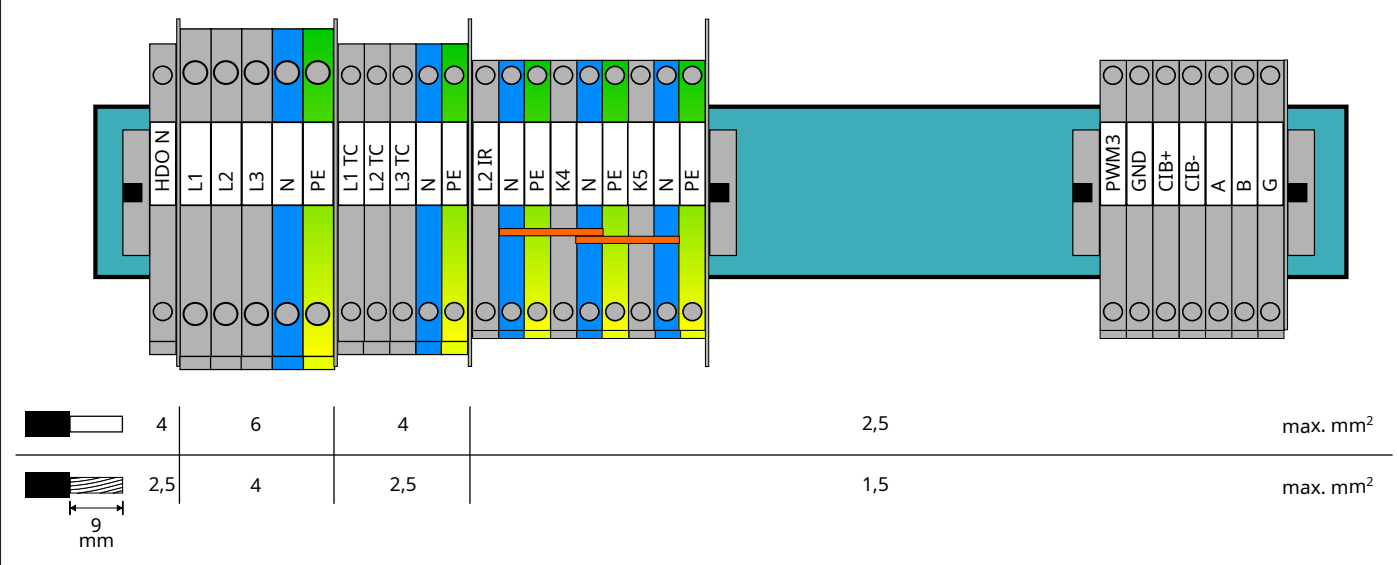 HDO N
L1
L2
L3
N
PE
L1 TC
L2 TC
L3 TC
N
PE
L2 IR
N
PE
K4
N
PE
K5
N
PE
PWM3
GND
CIB+
CIB-
A
B
G
4 6 4 2,5 max. mm²
2,5 4 2,5 1,5 max. mm²
9
mm